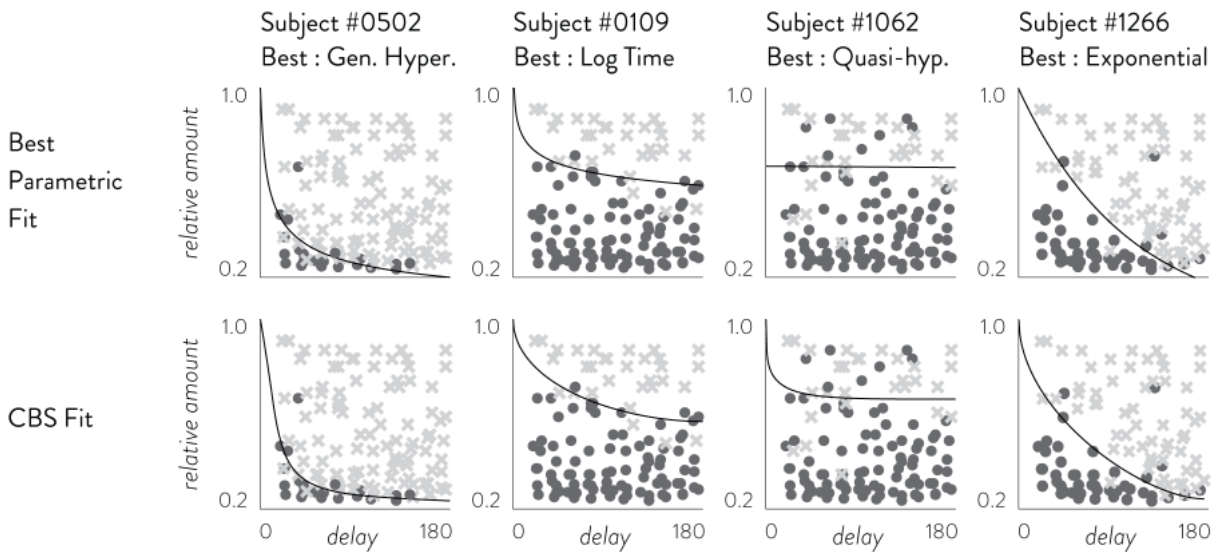 Subject #0502
Best : Gen. Hyper.
Subject #0109
Best : Log Time
Subject #1062
Best : Quasi-hyp.
Subject #1266
Best : Exponential
Best
Parametric
Fit
relative amount
1.0
0.2
1.0
0.2
1.0
0.2
1.0
0.2
CBS Fit
relative amount
1.0
0.2
1.0
0.2
1.0
0.2
1.0
0.2
0 delay 180
0 delay 180
0 delay 180
0 delay 180